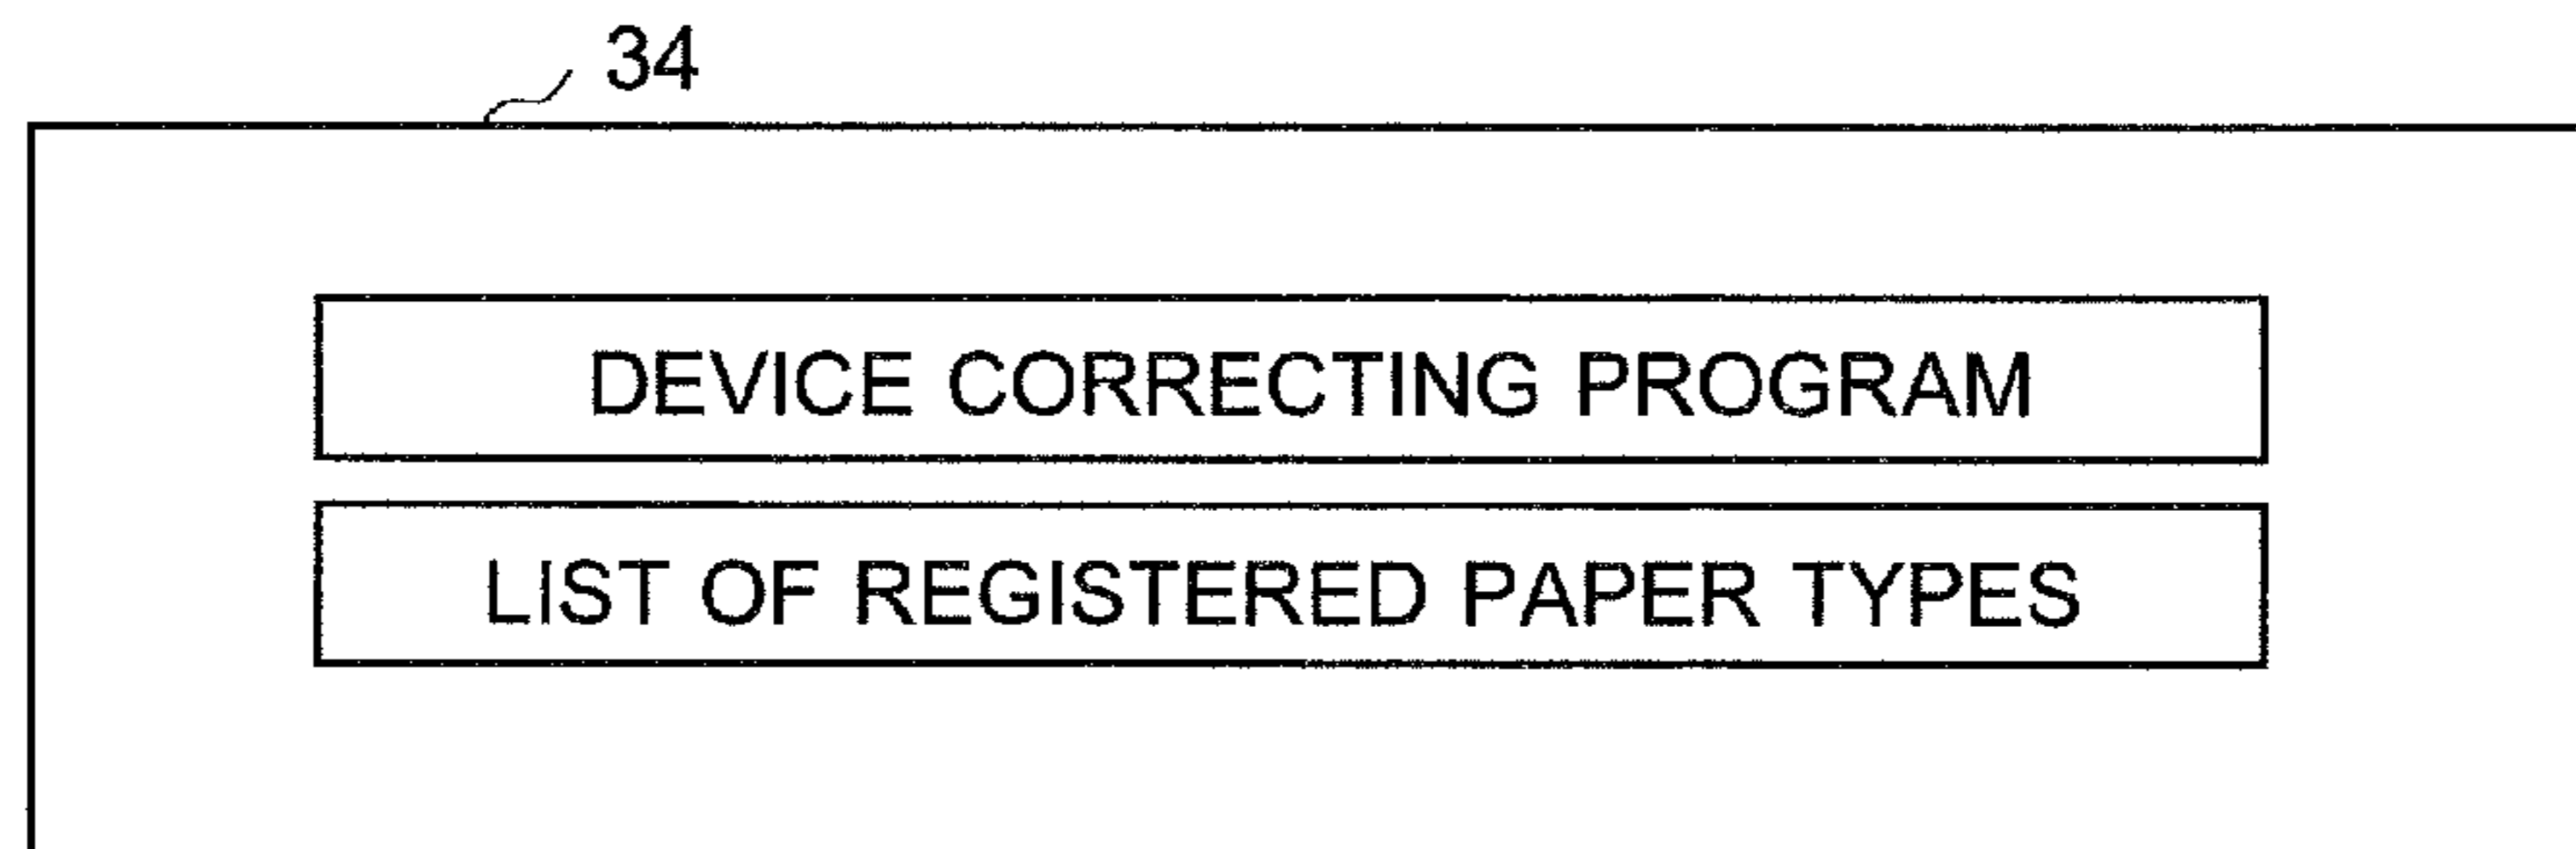 34
DEVICE CORRECTING PROGRAM
LIST OF REGISTERED PAPER TYPES